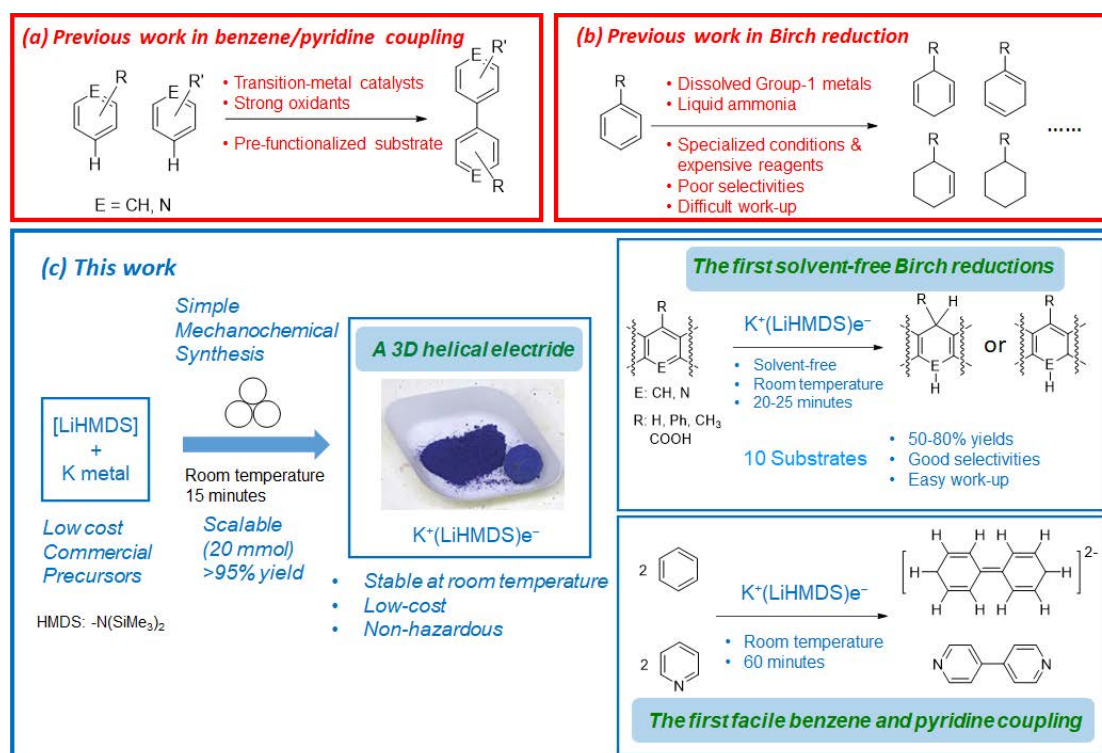 (a) Previous work in benzene/pyridine coupling
R
E
H
R'
E
H
• Transition-metal catalysts
• Strong oxidants
• Pre-functionalized substrate
R'
E
E
R
E = CH, N
(b) Previous work in Birch reduction
R
• Dissolved Group-1 metals
• Liquid ammonia
• Specialized conditions &
expensive reagents
• Poor selectivities
• Difficult work-up
R
R
R
R
......
(c) This work
[LiHMDS]
+
K metal
Low cost
Commercial
Precursors
HMDS: -N(SiMe₃)₂
Simple
Mechanochemical
Synthesis
Room temperature
15 minutes
Scalable
(20 mmol)
>95% yield
A 3D helical electride
K⁺(LiHMDS)e⁻
• Stable at room temperature
• Low-cost
• Non-hazardous
The first solvent-free Birch reductions
R
E
E: CH, N
R: H, Ph, CH₃
COOH
K⁺(LiHMDS)e⁻
• Solvent-free
• Room temperature
• 20-25 minutes
R H
E
H
or
R
E
H
10 Substrates
• 50-80% yields
• Good selectivities
• Easy work-up
2
2
N
K⁺(LiHMDS)e⁻
• Room temperature
• 60 minutes
H H H H
H H
H H H H
2-
N N
The first facile benzene and pyridine coupling